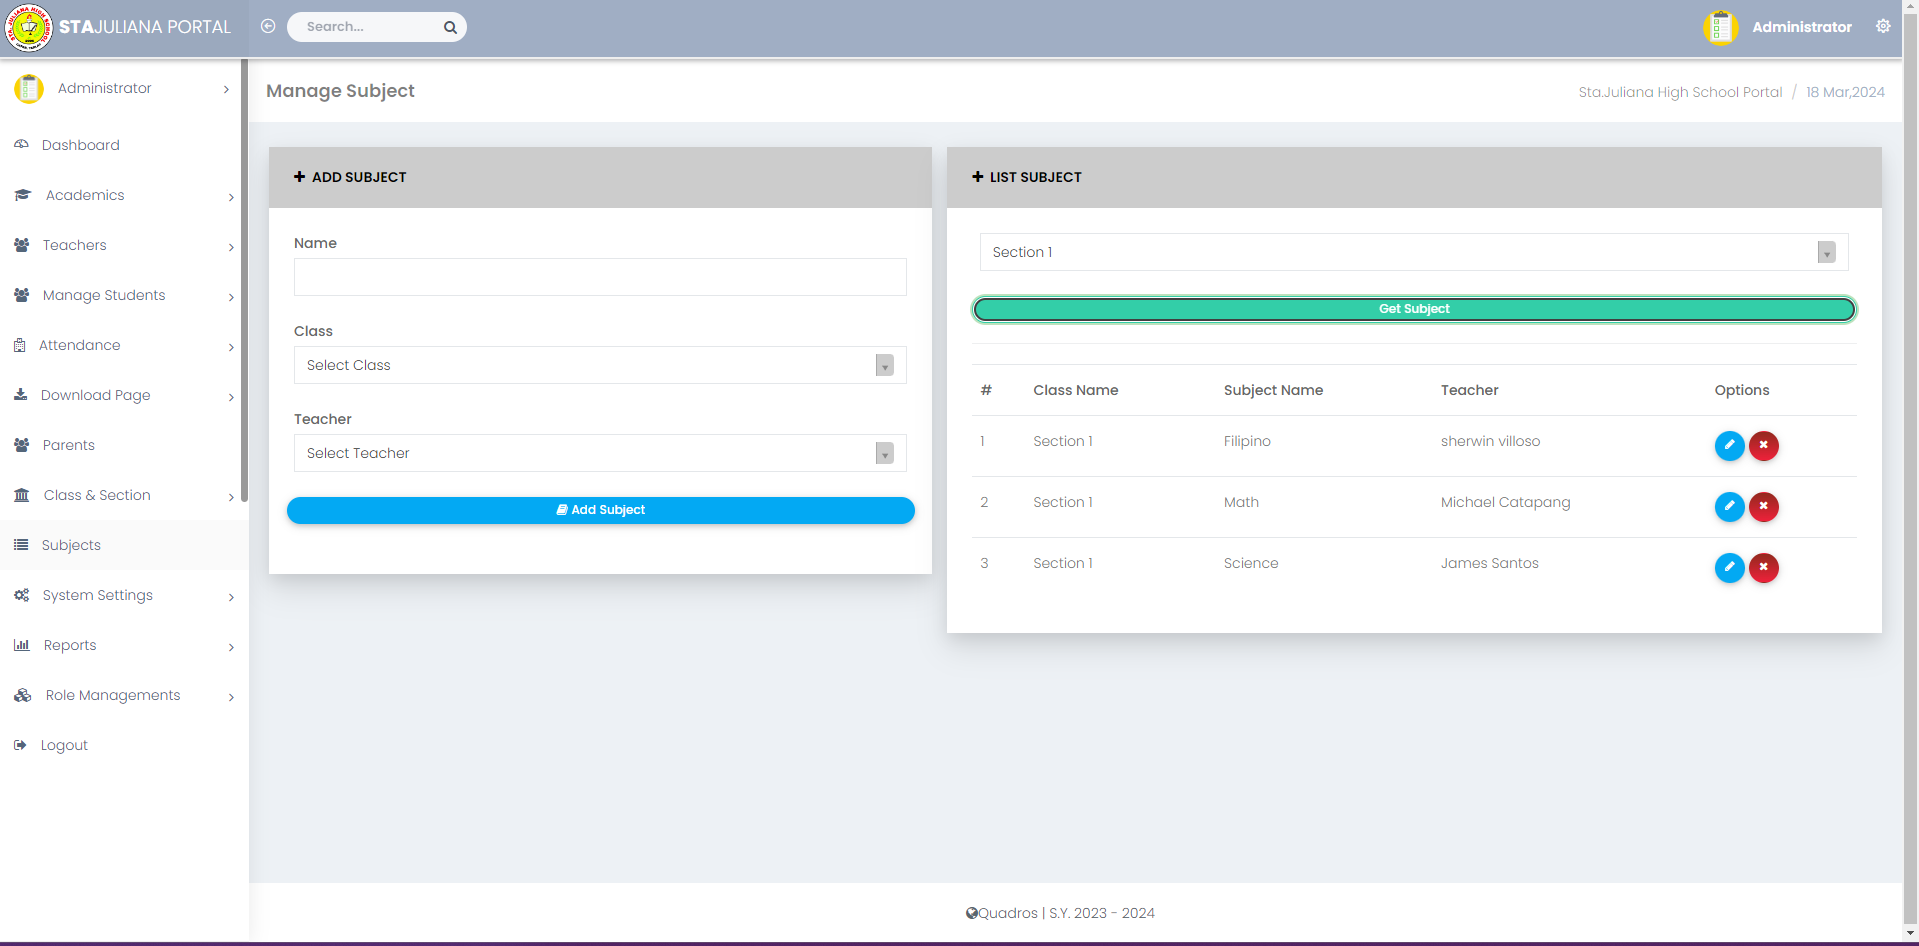 STAJULIANA PORTAL
Search...
Administrator
Administrator
Dashboard
Academics
Teachers
Manage Students
Attendance
Download Page
Parents
Class & Section
Subjects
System Settings
Reports
Role Managements
Logout
Manage Subject
Sta.Juliana High School Portal / 18 Mar,2024
ADD SUBJECT
Name
Class
Select Class
Teacher
Select Teacher
Add Subject
LIST SUBJECT
Section 1
Get Subject
# Class Name Subject Name Teacher Options
1 Section 1 Filipino sherwin villoso
2 Section 1 Math Michael Catapang
3 Section 1 Science James Santos
Quadros | S.Y. 2023 - 2024